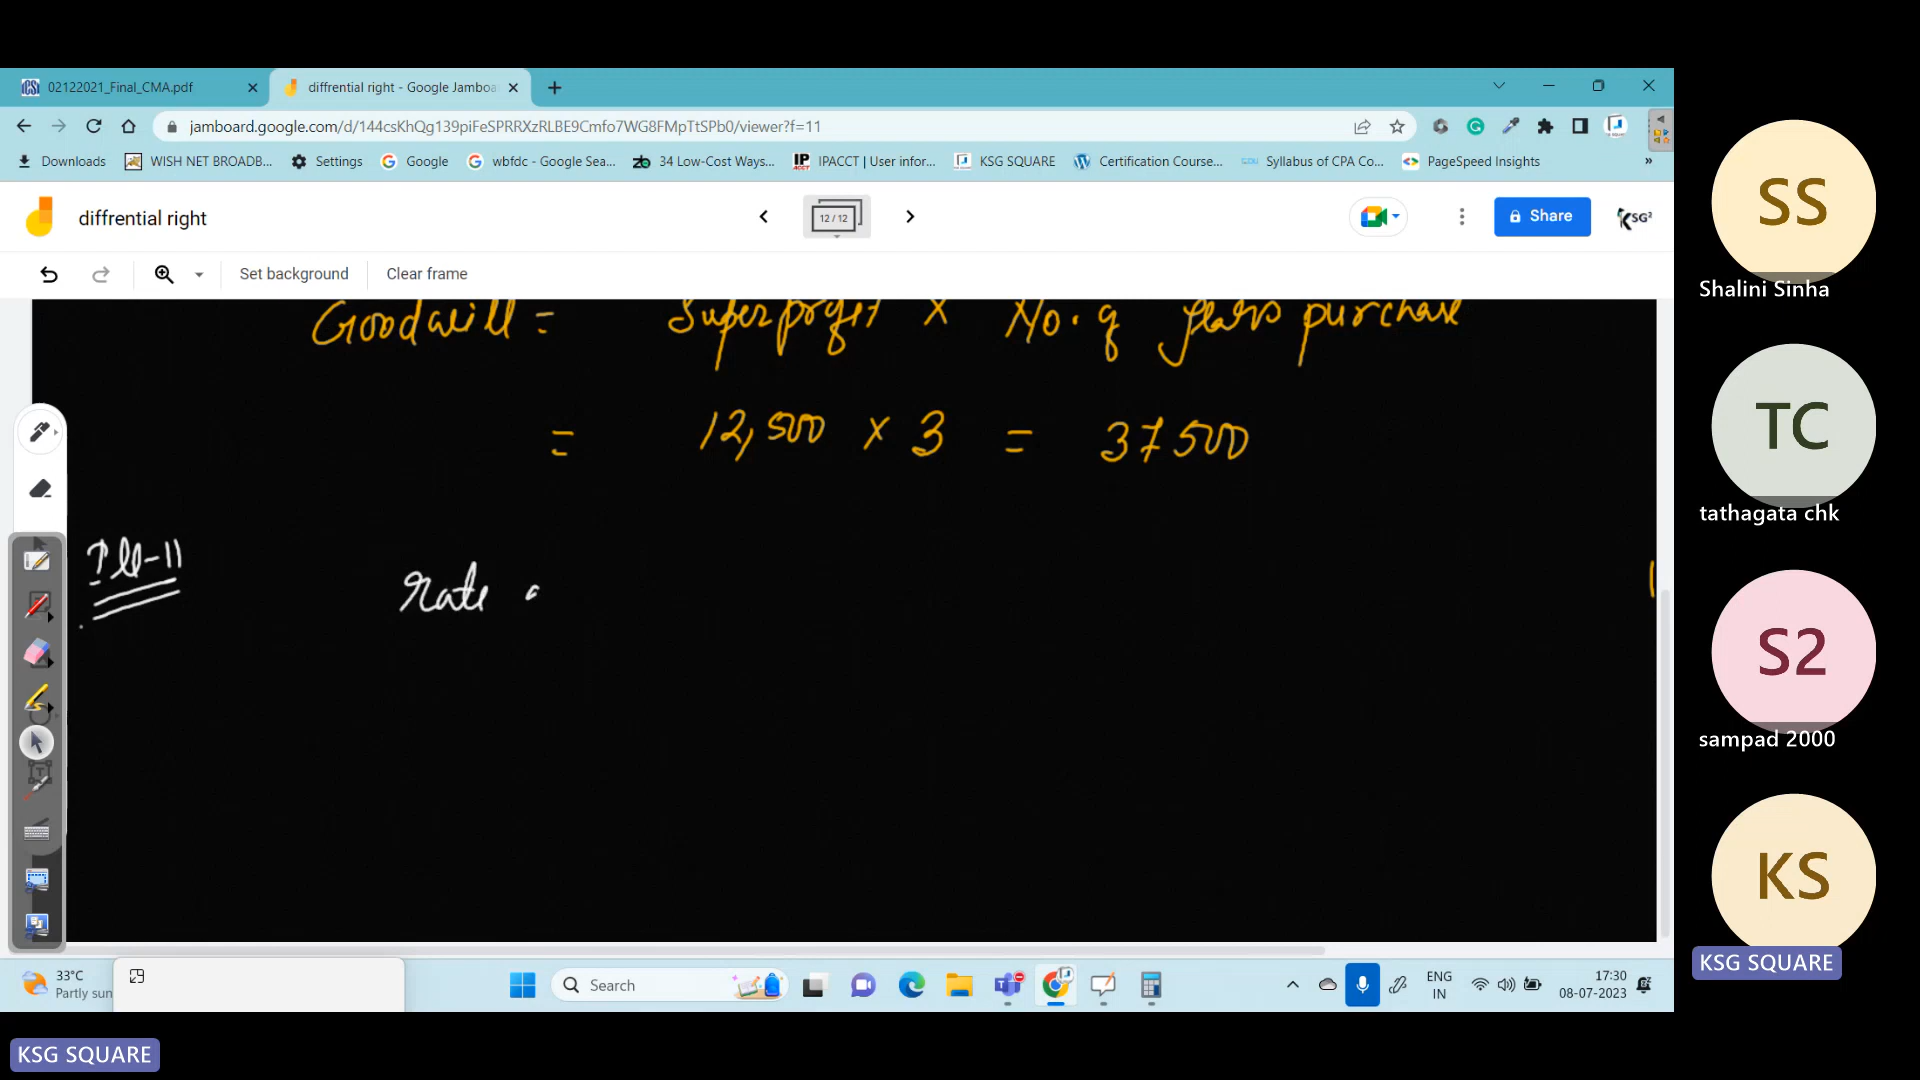 02122021_Final_CMA.pdf
diffrential right - Google Jamboa
jamboard.google.com/d/144csKhQg139piFeSPRRXzRLBE9Cmfo7WG8FMpTtSPb0/viewer?f=11
Downloads WISH NET BROADB... Settings Google wbfdc - Google Sea... 34 Low-Cost Ways... IPACCT | User infor... KSG SQUARE Certification Course... Syllabus of CPA Co... PageSpeed Insights »
diffrential right
12 / 12
Share
KSG²
Set background Clear frame
Goodwill = Super profit × No. of years purchase
= 12,500 × 3 = 37500
Ill-11
rate
SS
Shalini Sinha
TC
tathagata chk
S2
sampad 2000
KS
KSG SQUARE
33°C
Partly sun
Search
ENG
IN
17:30
08-07-2023
KSG SQUARE